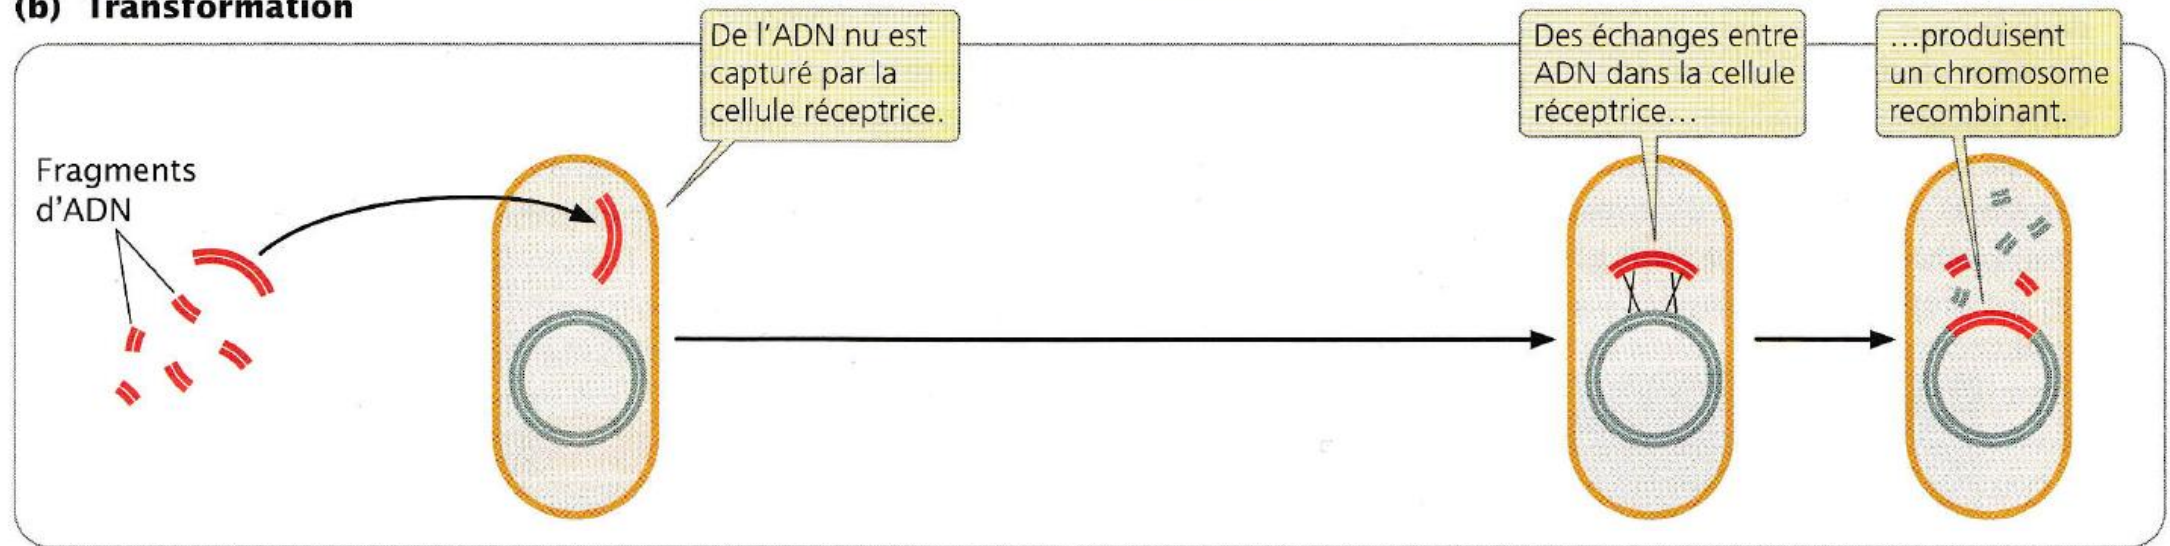 (b) Transformation
De l'ADN nu est
capturé par la
cellule réceptrice.
Des échanges entre
ADN dans la cellule
réceptrice...
...produisent
un chromosome
recombinant.
Fragments
d'ADN